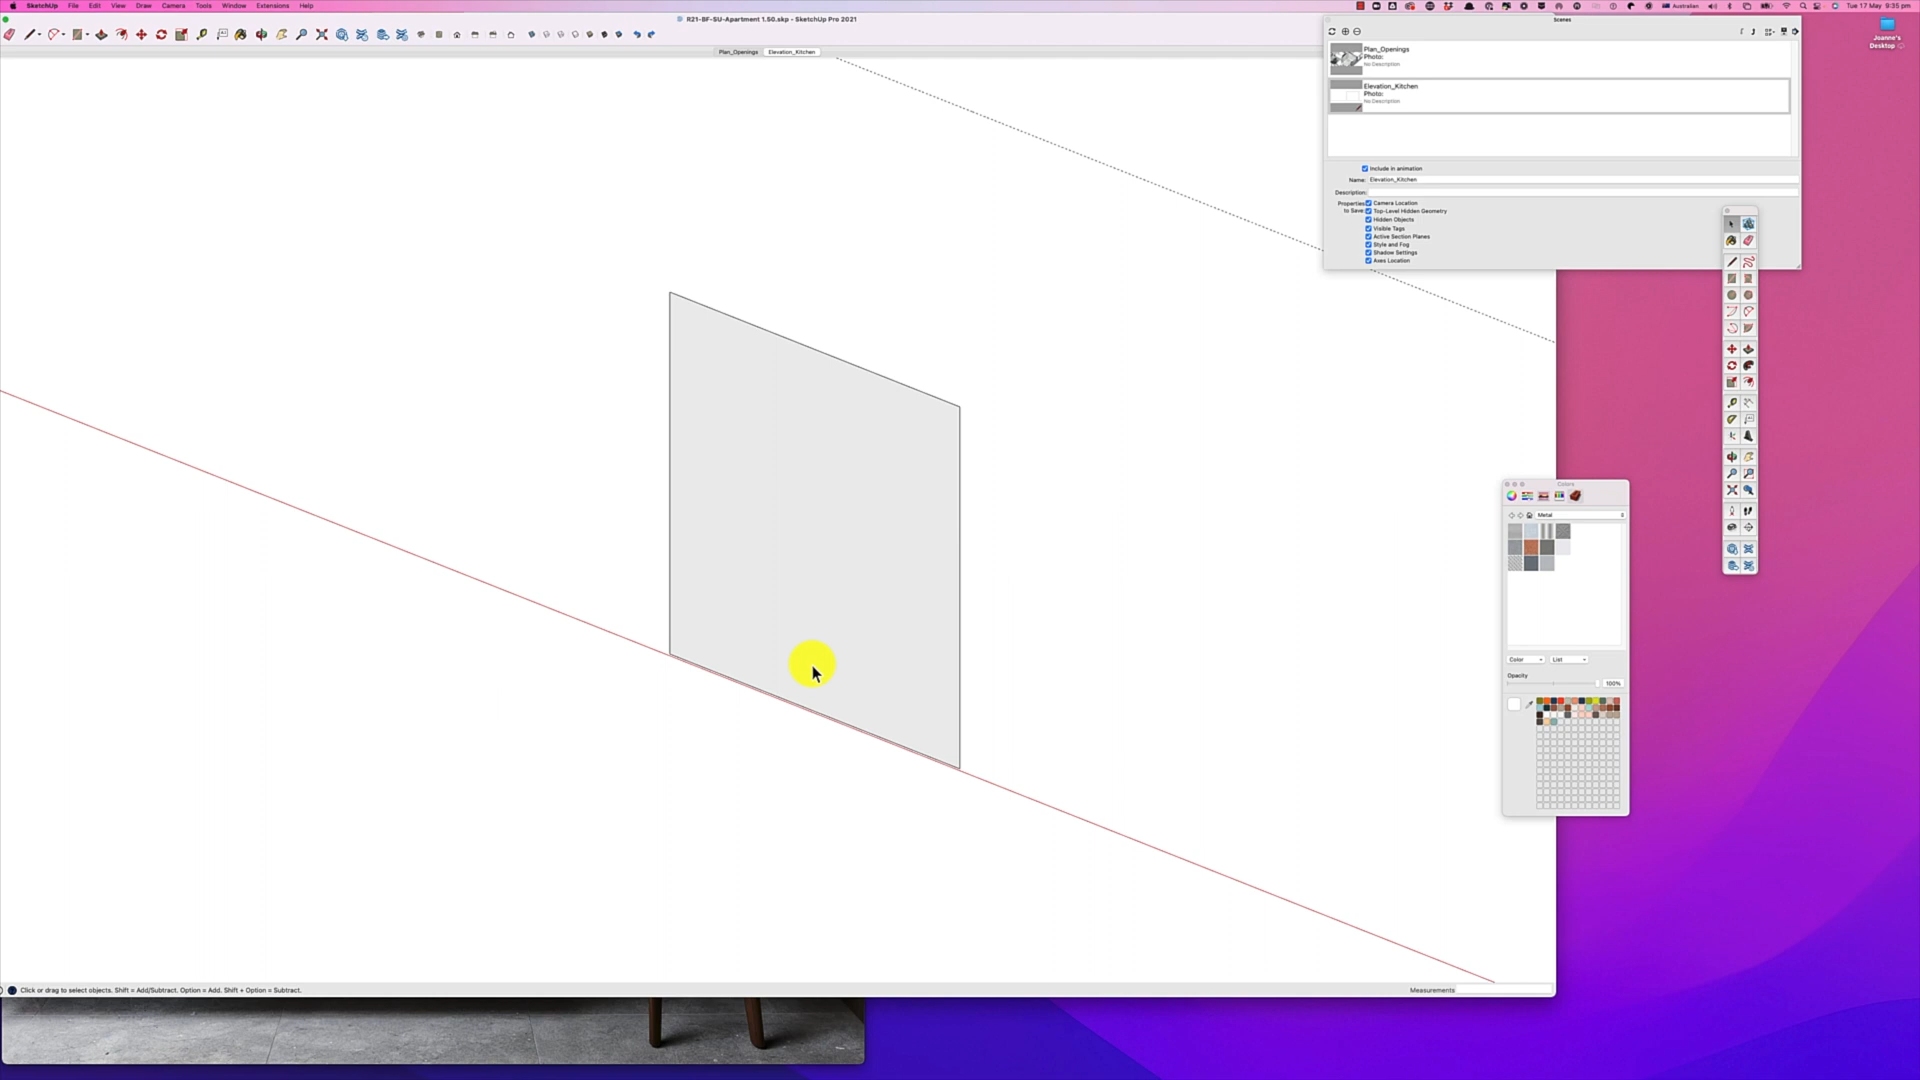 SketchUp File Edit View Draw Camera Tools Window Extensions Help
Australian
Tue 17 May 9:35 pm
R21-BF-SU-Apartment 1.50.skp - SketchUp Pro 2021
Plan_Openings Elevation_Kitchen
Scenes
Plan_Openings
Photo:
No Description
Elevation_Kitchen
Photo:
No Description
Include in animation
Name: Elevation_Kitchen
Description:
Properties to Save:
Camera Location
Top-Level Hidden Geometry
Hidden Objects
Visible Tags
Active Section Planes
Style and Fog
Shadow Settings
Axes Location
Joanne's
Desktop
Colors
Metal
Color List
Opacity
100%
Click or drag to select objects. Shift = Add/Subtract. Option = Add. Shift + Option = Subtract.
Measurements